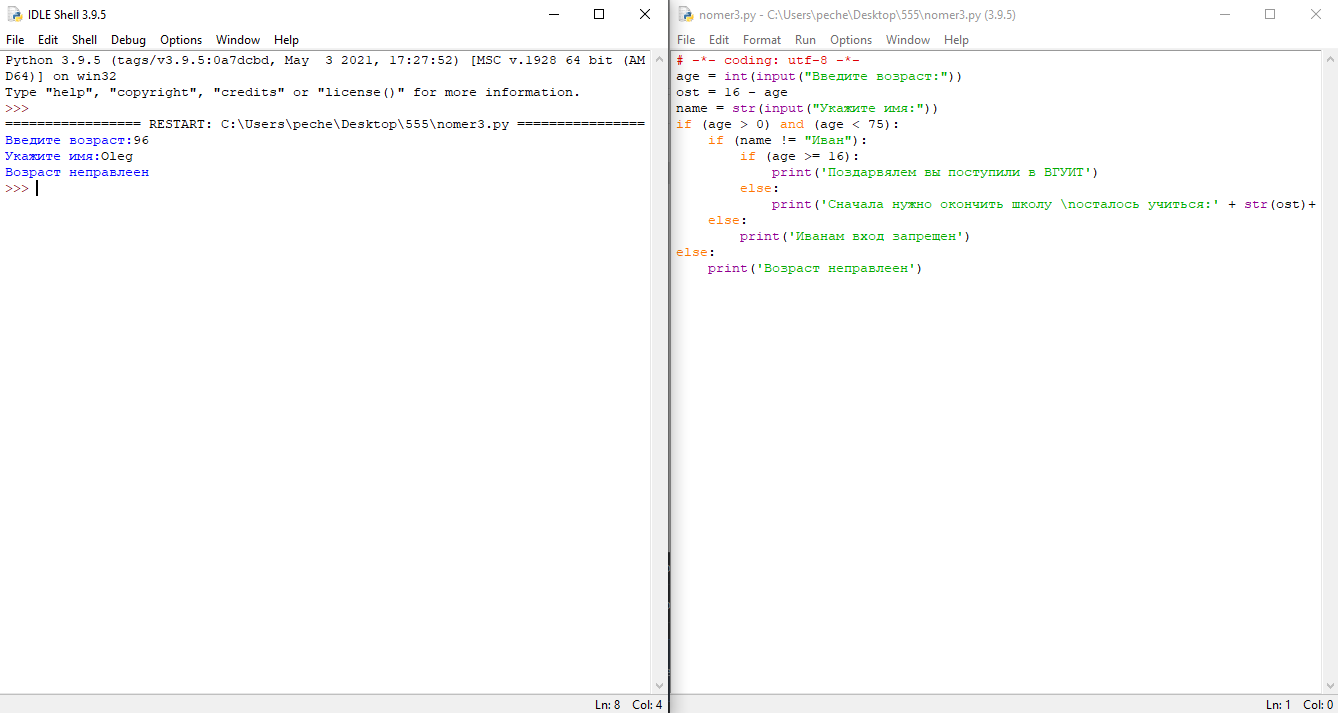 IDLE Shell 3.9.5
File Edit Shell Debug Options Window Help
Python 3.9.5 (tags/v3.9.5:0a7dcbd, May  3 2021, 17:27:52) [MSC v.1928 64 bit (AM
D64)] on win32
Type "help", "copyright", "credits" or "license()" for more information.
>>>
================= RESTART: C:\Users\peche\Desktop\555\nomer3.py ================
Введите возраст:96
Укажите имя:Oleg
Возраст неправлеен
>>>
Ln: 8 Col: 4
nomer3.py - C:\Users\peche\Desktop\555\nomer3.py (3.9.5)
File Edit Format Run Options Window Help
# -*- coding: utf-8 -*-
age = int(input("Введите возраст:"))
ost = 16 - age
name = str(input("Укажите имя:"))
if (age > 0) and (age < 75):
    if (name != "Иван"):
        if (age >= 16):
            print('Поздарвялем вы поступили в ВГУИТ')
        else:
            print('Сначала нужно окончить школу \nосталось учиться:' + str(ost)+
    else:
        print('Иванам вход запрещен')
else:
    print('Возраст неправлеен')
Ln: 1 Col: 0